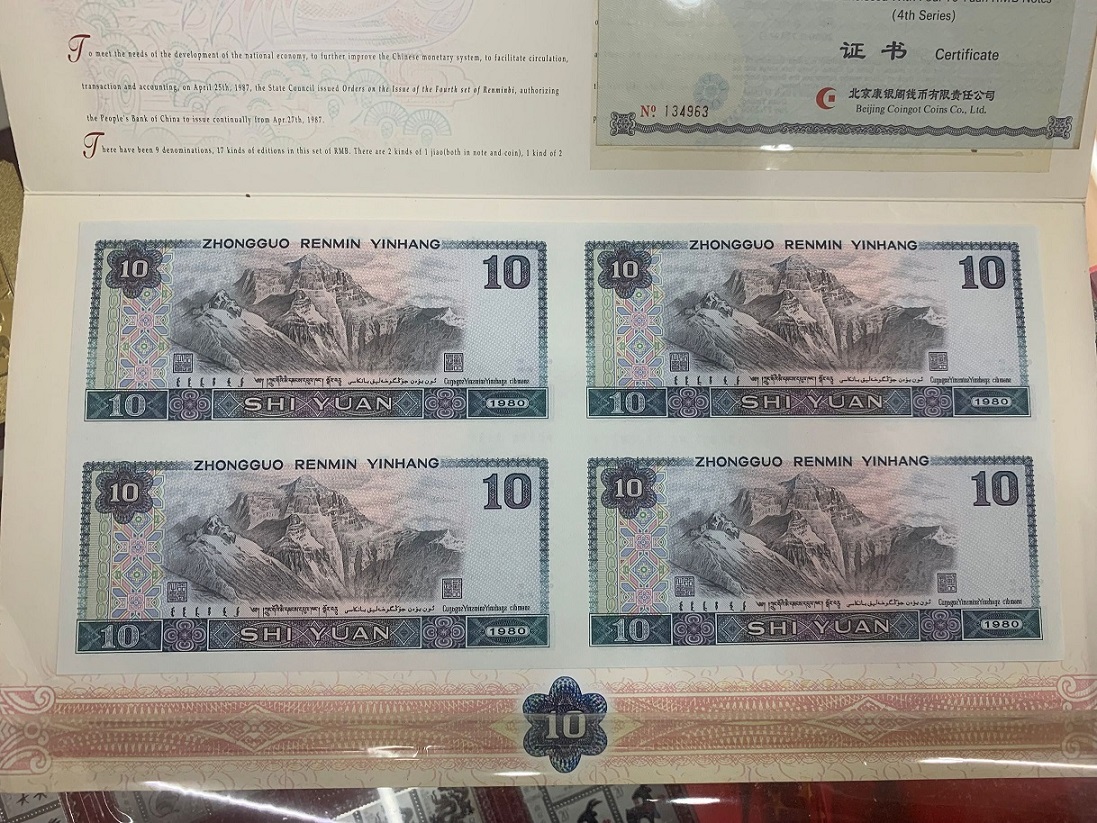 To meet the needs of the development of the national economy, to further improve the Chinese monetary system, to facilitate circulation,
transaction and accounting, on April 25th, 1987, the State Council issued Orders on the Issue of the Fourth set of Renminbi, authorizing
the People's Bank of China to issue continually from Apr.27th, 1987.
There have been 9 denominations, 17 kinds of editions in this set of RMB. There are 2 kinds of 1 jiao(both in note and coin), 1 kind of 2
(4th Series)
证书 Certificate
北京康银阁钱币有限责任公司
Beijing Coingot Coins Co., Ltd.
№ 134963
ZHONGGUO RENMIN YINHANG
10 10
10 SHI YUAN 1980
ZHONGGUO RENMIN YINHANG
10 10
10 SHI YUAN 1980
ZHONGGUO RENMIN YINHANG
10 10
10 SHI YUAN 1980
ZHONGGUO RENMIN YINHANG
10 10
10 SHI YUAN 1980
10